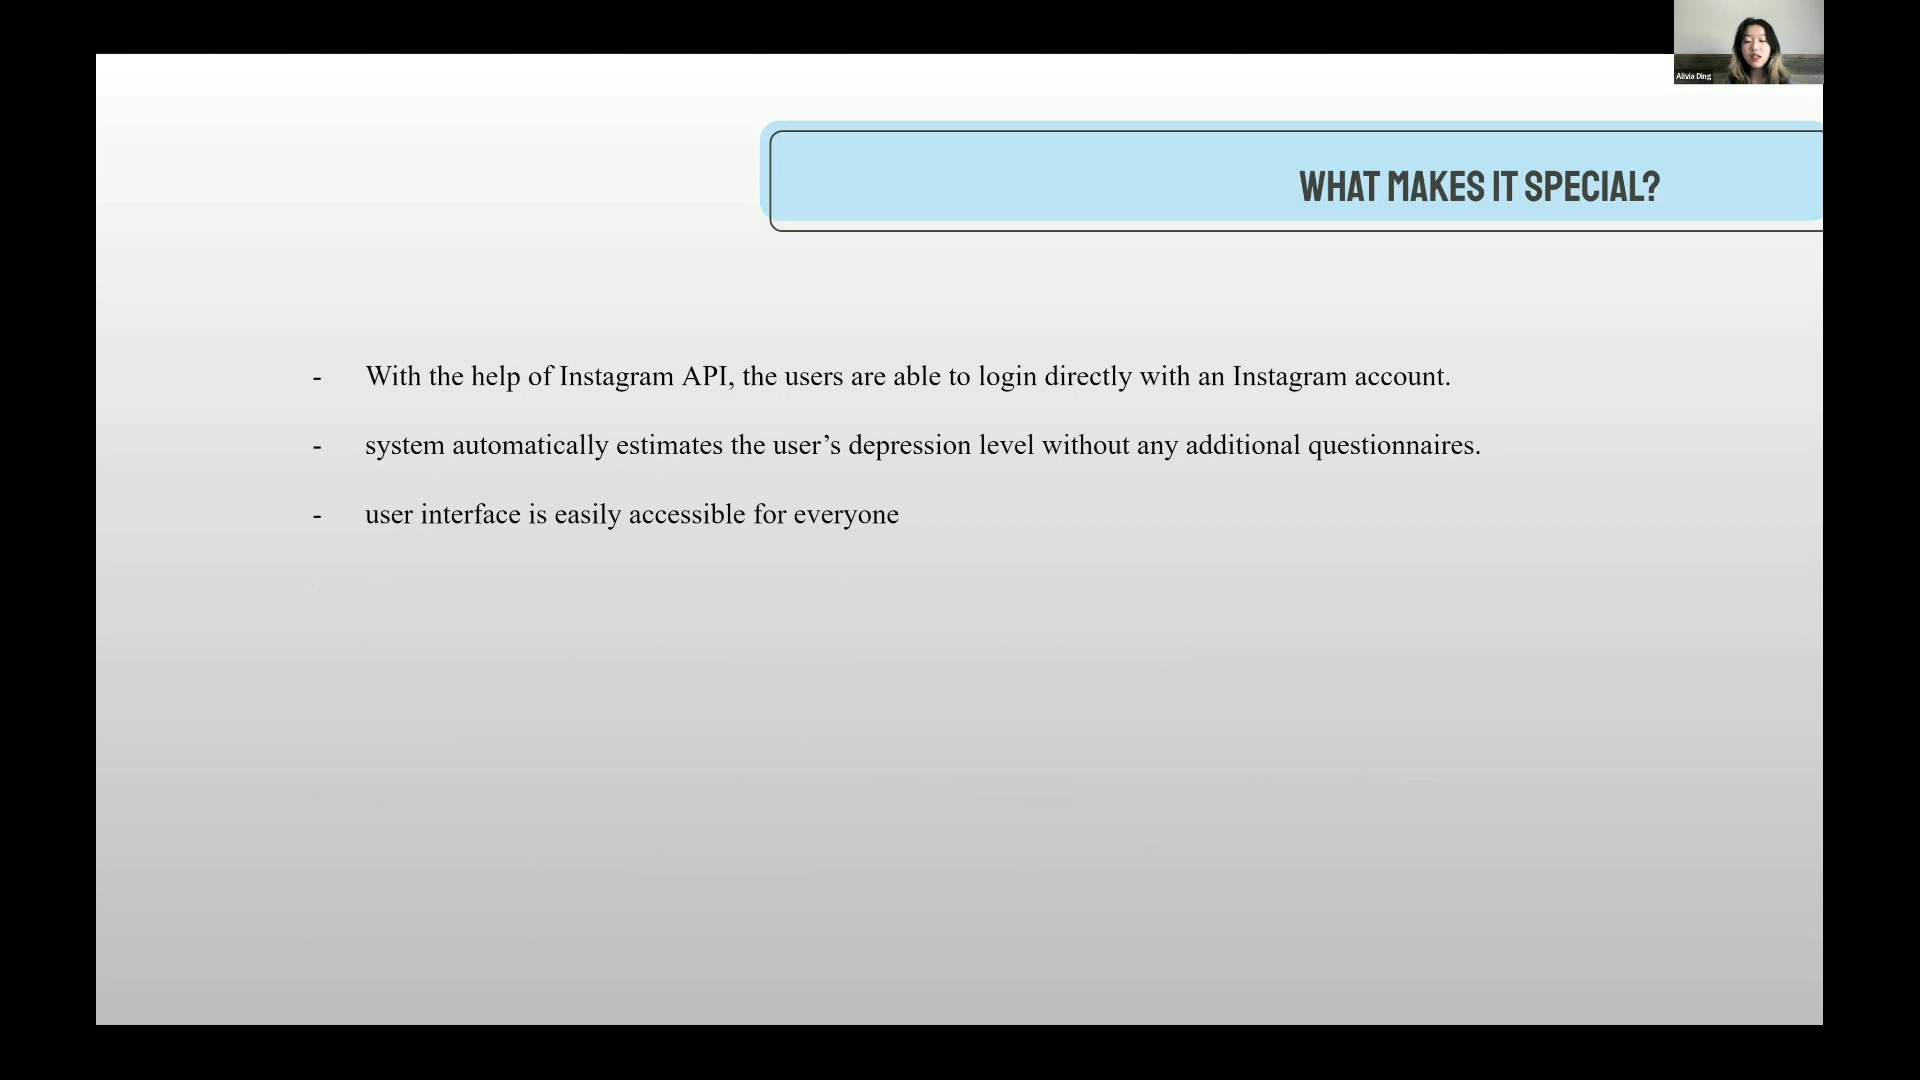 Alivia Ding
WHAT MAKES IT SPECIAL?
- With the help of Instagram API, the users are able to login directly with an Instagram account.
- system automatically estimates the user’s depression level without any additional questionnaires.
- user interface is easily accessible for everyone